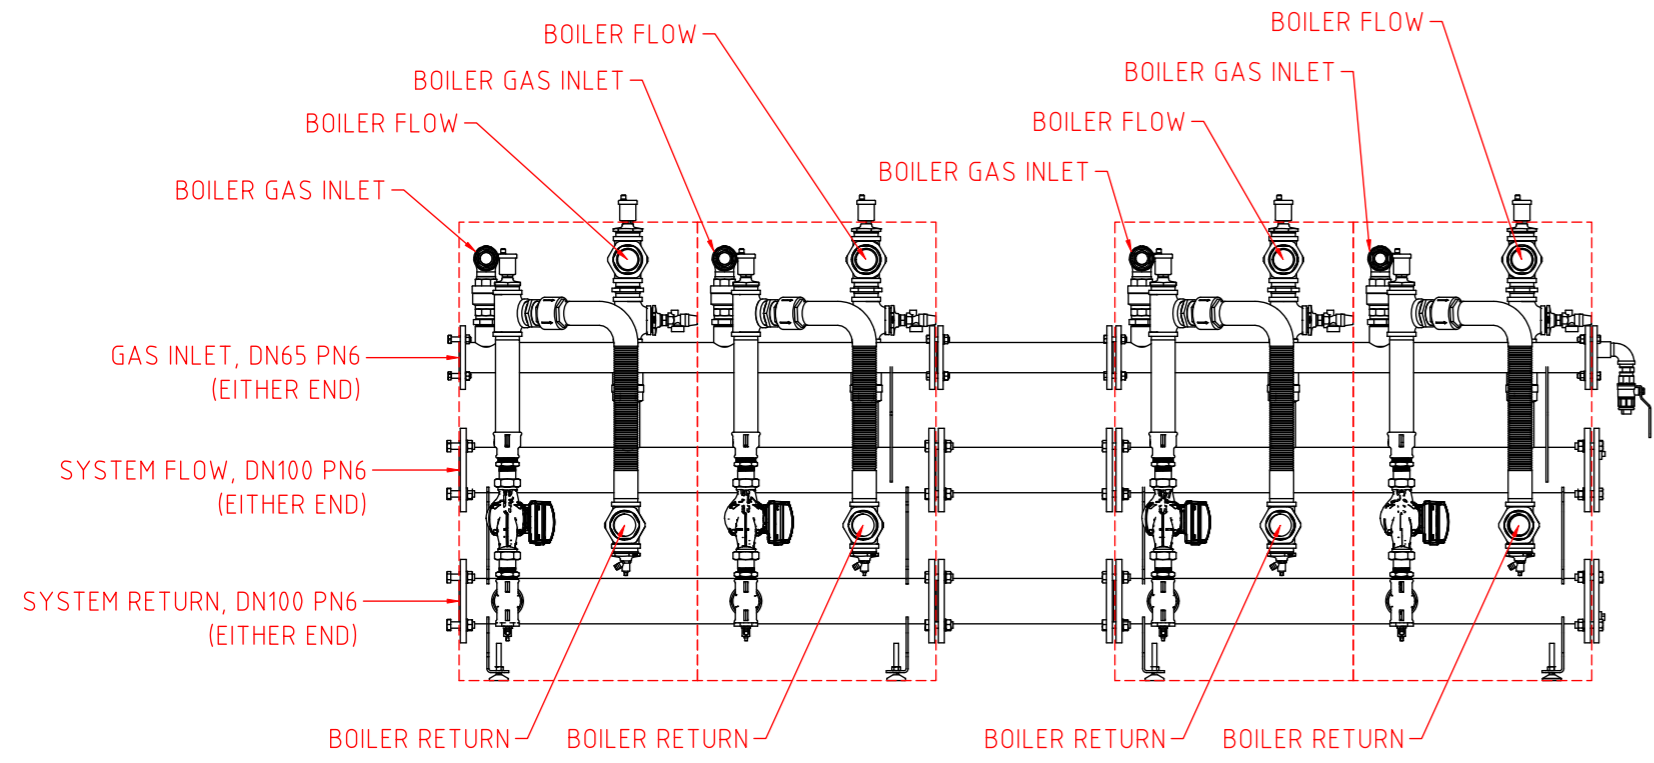 BOILER FLOW
BOILER FLOW
BOILER GAS INLET
BOILER GAS INLET
BOILER FLOW
BOILER FLOW
BOILER GAS INLET
BOILER GAS INLET
GAS INLET, DN65 PN6
(EITHER END)
SYSTEM FLOW, DN100 PN6
(EITHER END)
SYSTEM RETURN, DN100 PN6
(EITHER END)
BOILER RETURN
BOILER RETURN
BOILER RETURN
BOILER RETURN